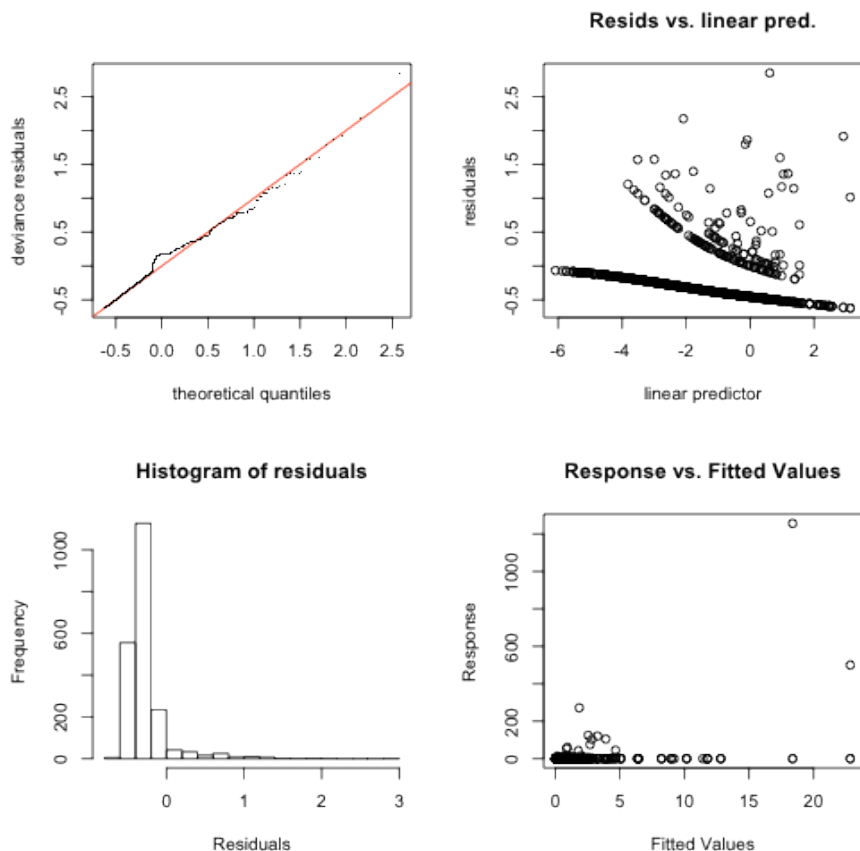 Resids vs. linear pred.
deviance residuals
-0.5 0.5 1.5 2.5
-0.5 0.0 0.5 1.0 1.5 2.0 2.5
theoretical quantiles
residuals
-0.5 0.5 1.5 2.5
-6 -4 -2 0 2
linear predictor
Histogram of residuals
Frequency
0 200 600 1000
0 1 2 3
Residuals
Response vs. Fitted Values
Response
0 200 600 1000
0 5 10 15 20
Fitted Values